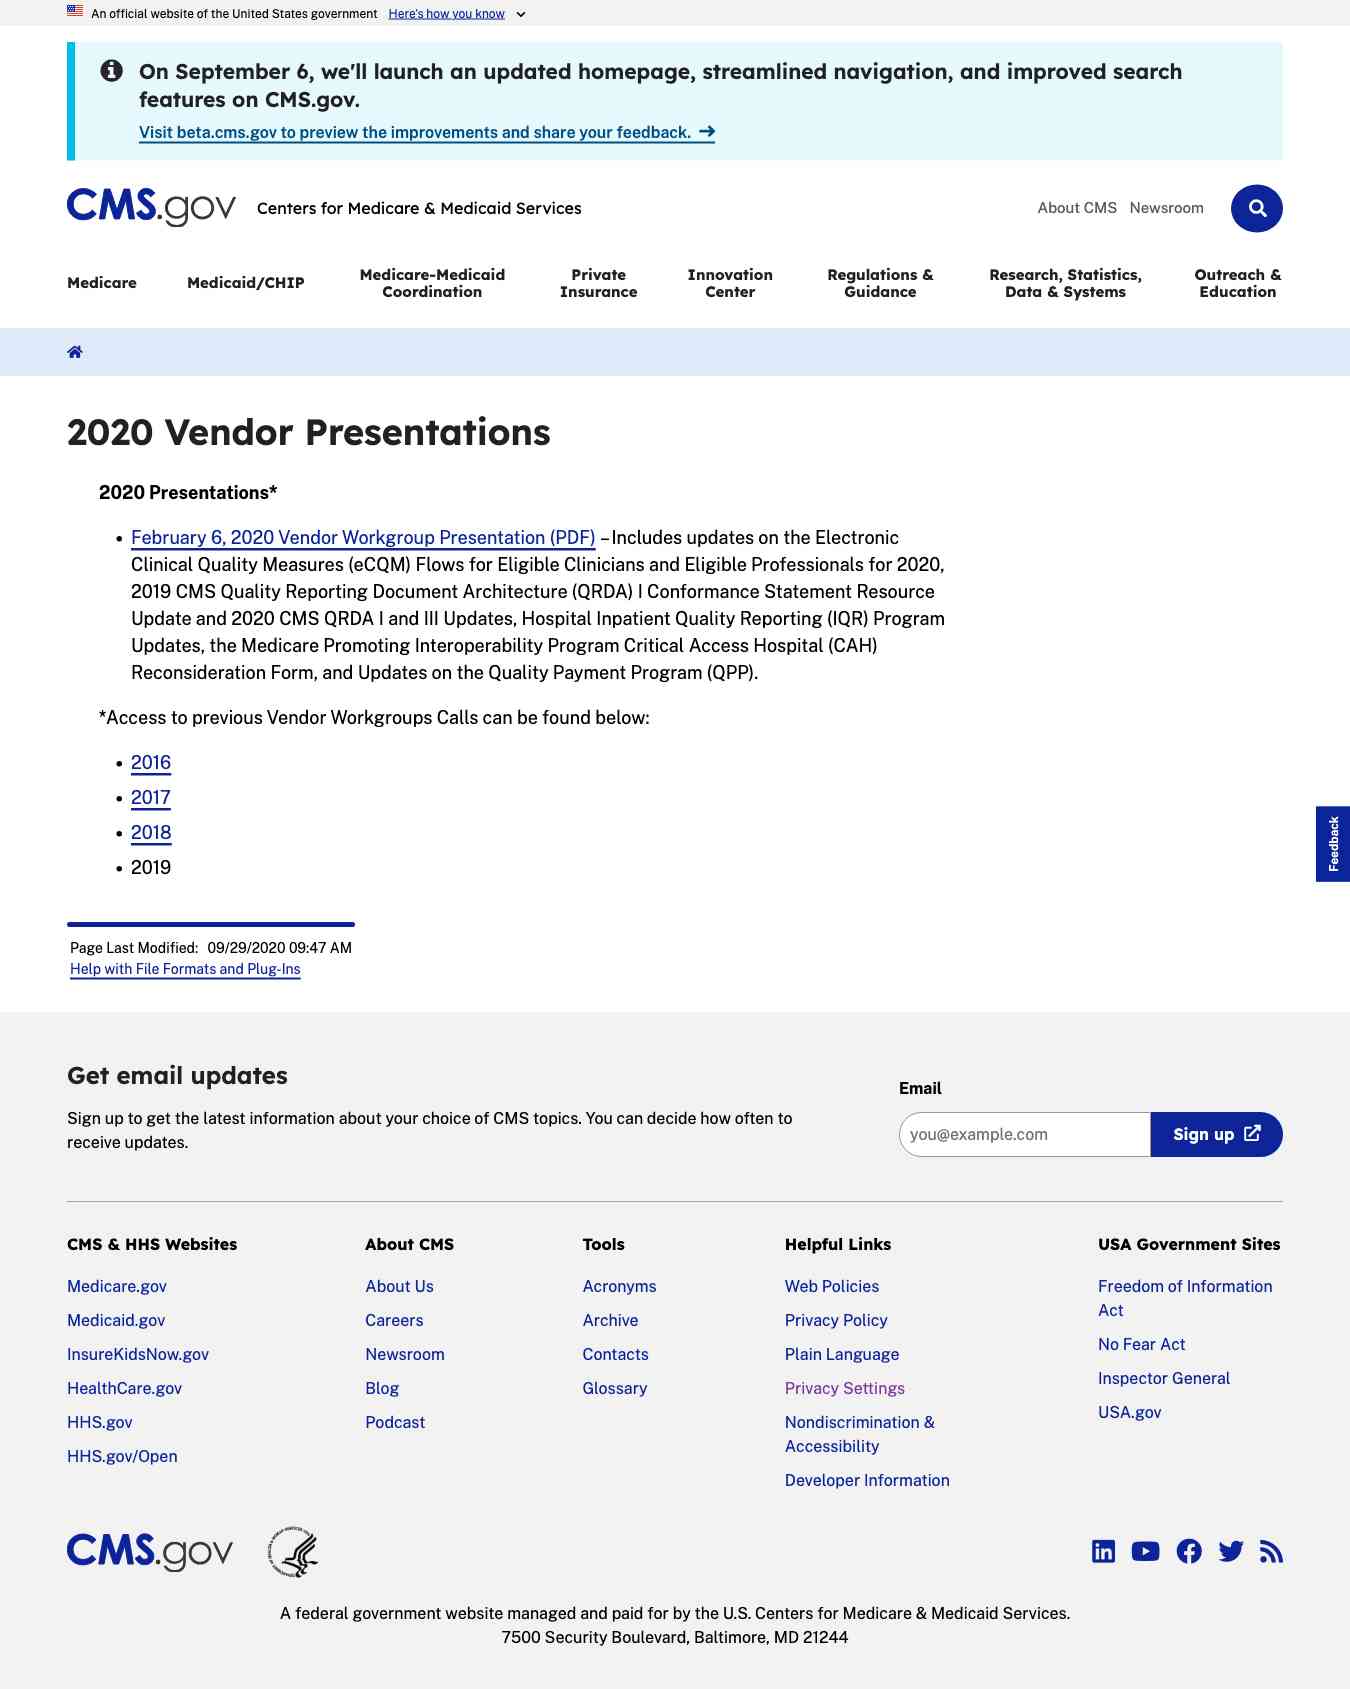 An official website of the United States government Here's how you know
On September 6, we'll launch an updated homepage, streamlined navigation, and improved search
features on CMS.gov.
Visit beta.cms.gov to preview the improvements and share your feedback.
CMS.gov Centers for Medicare & Medicaid Services
About CMS Newsroom
Medicare
Medicaid/CHIP
Medicare-Medicaid
Coordination
Private
Insurance
Innovation
Center
Regulations &
Guidance
Research, Statistics,
Data & Systems
Outreach &
Education
2020 Vendor Presentations
2020 Presentations*
• February 6, 2020 Vendor Workgroup Presentation (PDF) – Includes updates on the Electronic
Clinical Quality Measures (eCQM) Flows for Eligible Clinicians and Eligible Professionals for 2020,
2019 CMS Quality Reporting Document Architecture (QRDA) I Conformance Statement Resource
Update and 2020 CMS QRDA I and III Updates, Hospital Inpatient Quality Reporting (IQR) Program
Updates, the Medicare Promoting Interoperability Program Critical Access Hospital (CAH)
Reconsideration Form, and Updates on the Quality Payment Program (QPP).
*Access to previous Vendor Workgroups Calls can be found below:
• 2016
• 2017
• 2018
• 2019
Feedback
Page Last Modified: 09/29/2020 09:47 AM
Help with File Formats and Plug-Ins
Get email updates
Sign up to get the latest information about your choice of CMS topics. You can decide how often to
receive updates.
Email
you@example.com
Sign up
CMS & HHS Websites
Medicare.gov
Medicaid.gov
InsureKidsNow.gov
HealthCare.gov
HHS.gov
HHS.gov/Open
About CMS
About Us
Careers
Newsroom
Blog
Podcast
Tools
Acronyms
Archive
Contacts
Glossary
Helpful Links
Web Policies
Privacy Policy
Plain Language
Privacy Settings
Nondiscrimination &
Accessibility
Developer Information
USA Government Sites
Freedom of Information
Act
No Fear Act
Inspector General
USA.gov
CMS.gov
A federal government website managed and paid for by the U.S. Centers for Medicare & Medicaid Services.
7500 Security Boulevard, Baltimore, MD 21244